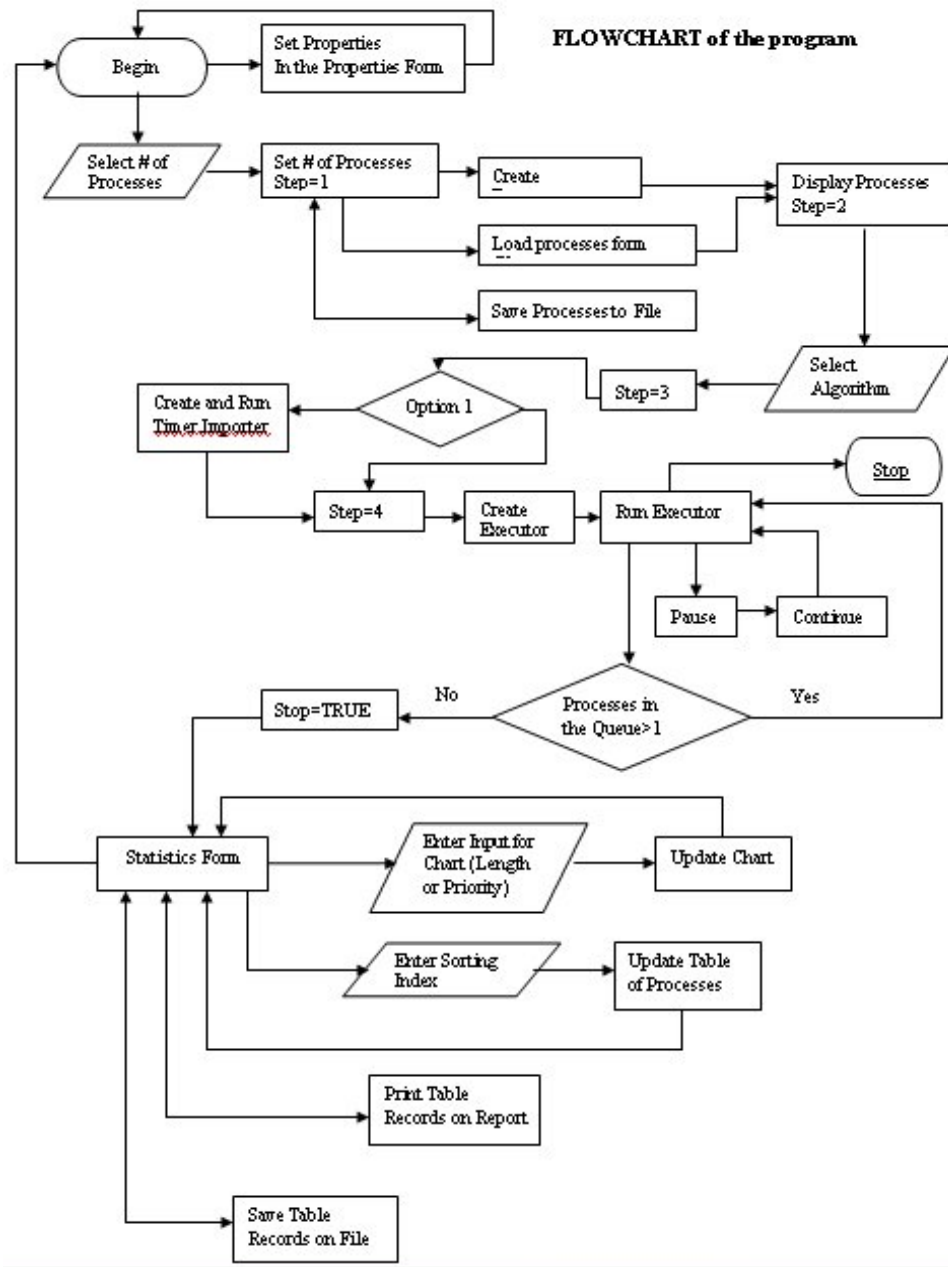 FLOWCHART of the program
Begin
Set Properties
In the Properties Form
Select # of
Processes
Set # of Processes
Step=1
Create
Display Processes
Step=2
Load processes form
Save Processes to File
Select
Algorithm
Step=3
Option 1
Create and Run
Timer Importer
Step=4
Create
Executor
Run Executor
Stop
Pause
Continue
Processes in
the Queue>1
No
Yes
Stop=TRUE
Statistics Form
Enter Input for
Chart (Length
or Priority)
Update Chart
Enter Sorting
Index
Update Table
of Processes
Print Table
Records on Report
Save Table
Records on File